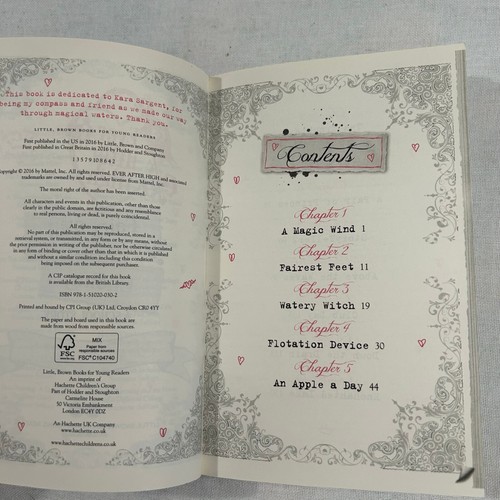 This book is dedicated to Kara Sargent, for
being my compass and friend as we made our way
through magical waters. Thank you.
LITTLE, BROWN BOOKS FOR YOUNG READERS
First published in the US in 2016 by Little, Brown and Company
First published in Great Britain in 2016 by Hodder and Stoughton
1 3 5 7 9 10 8 6 4 2
Copyright © 2016 by Mattel, Inc. All rights reserved. EVER AFTER HIGH and associated
trademarks are owned by and used under license from Mattel, Inc.
The moral right of the author has been asserted.
All characters and events in this publication, other than those
clearly in the public domain, are fictitious and any resemblance
to real persons, living or dead, is purely coincidental.
All rights reserved.
No part of this publication may be reproduced, stored in a
retrieval system, or transmitted, in any form or by any means, without
the prior permission in writing of the publisher, nor be otherwise circulated
in any form of binding or cover other than that in which it is published
and without a similar condition including this condition
being imposed on the subsequent purchaser.
A CIP catalogue record for this book
is available from the British Library.
ISBN 978-1-51020-030-2
Printed and bound by CPI Group (UK) Ltd, Croydon CR0 4YY
The paper and board used in this book are
made from wood from responsible sources.
FSC
www.fsc.org
MIX
Paper from
responsible sources
FSC® C104740
Little, Brown Books for Young Readers
An imprint of
Hachette Children's Group
Part of Hodder and Stoughton
Carmelite House
50 Victoria Embankment
London EC4Y 0DZ
An Hachette UK Company
www.hachette.co.uk
www.hachettechildrens.co.uk
Contents
Chapter 1
A Magic Wind 1
Chapter 2
Fairest Feet 11
Chapter 3
Watery Witch 19
Chapter 4
Flotation Device 30
Chapter 5
An Apple a Day 44